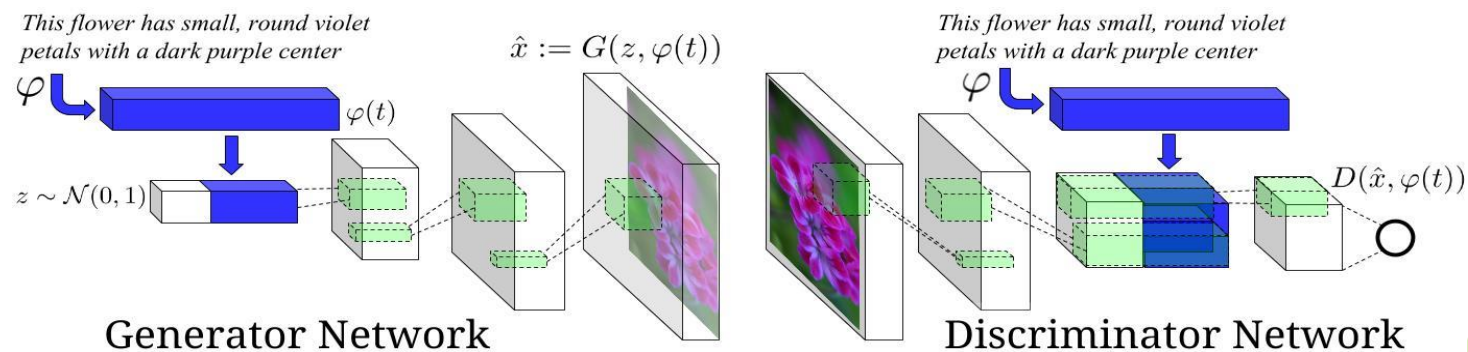 This flower has small, round violet
petals with a dark purple center
φ
φ(t)
z ∼ 𝒩(0, 1)
x̂ := G(z, φ(t))
Generator Network
This flower has small, round violet
petals with a dark purple center
φ
D(x̂, φ(t))
Discriminator Network